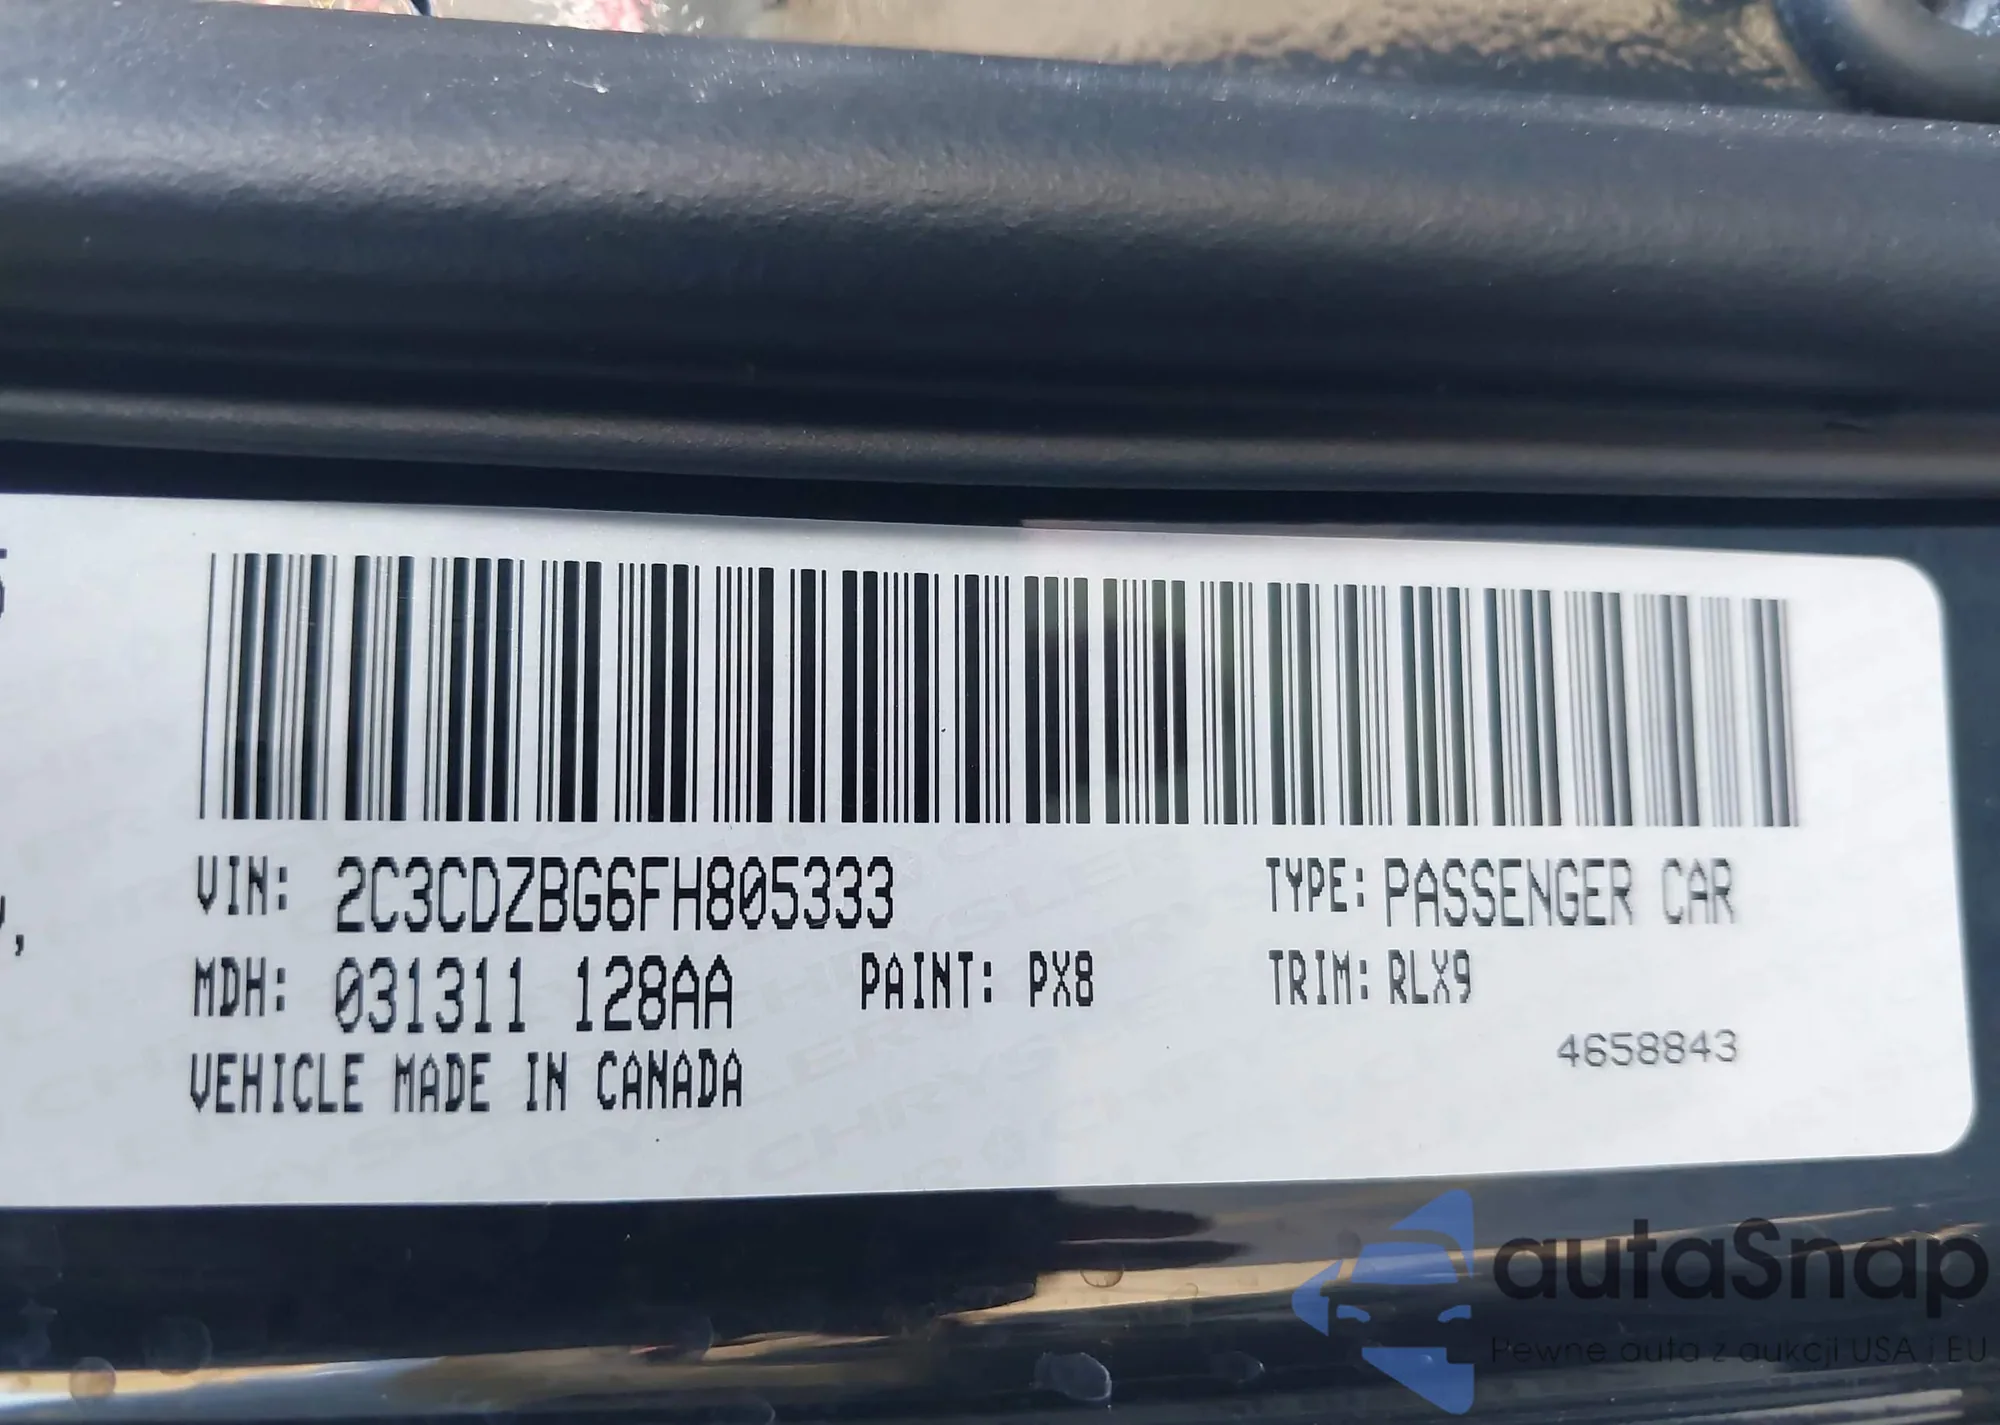 VIN: 2C3CDZBG6FH805333
TYPE: PASSENGER CAR
MDH: 031311 128AA
PAINT: PX8
TRIM: RLX9
4658843
VEHICLE MADE IN CANADA
autaSnap
Pewne auta z aukcji USA i EU